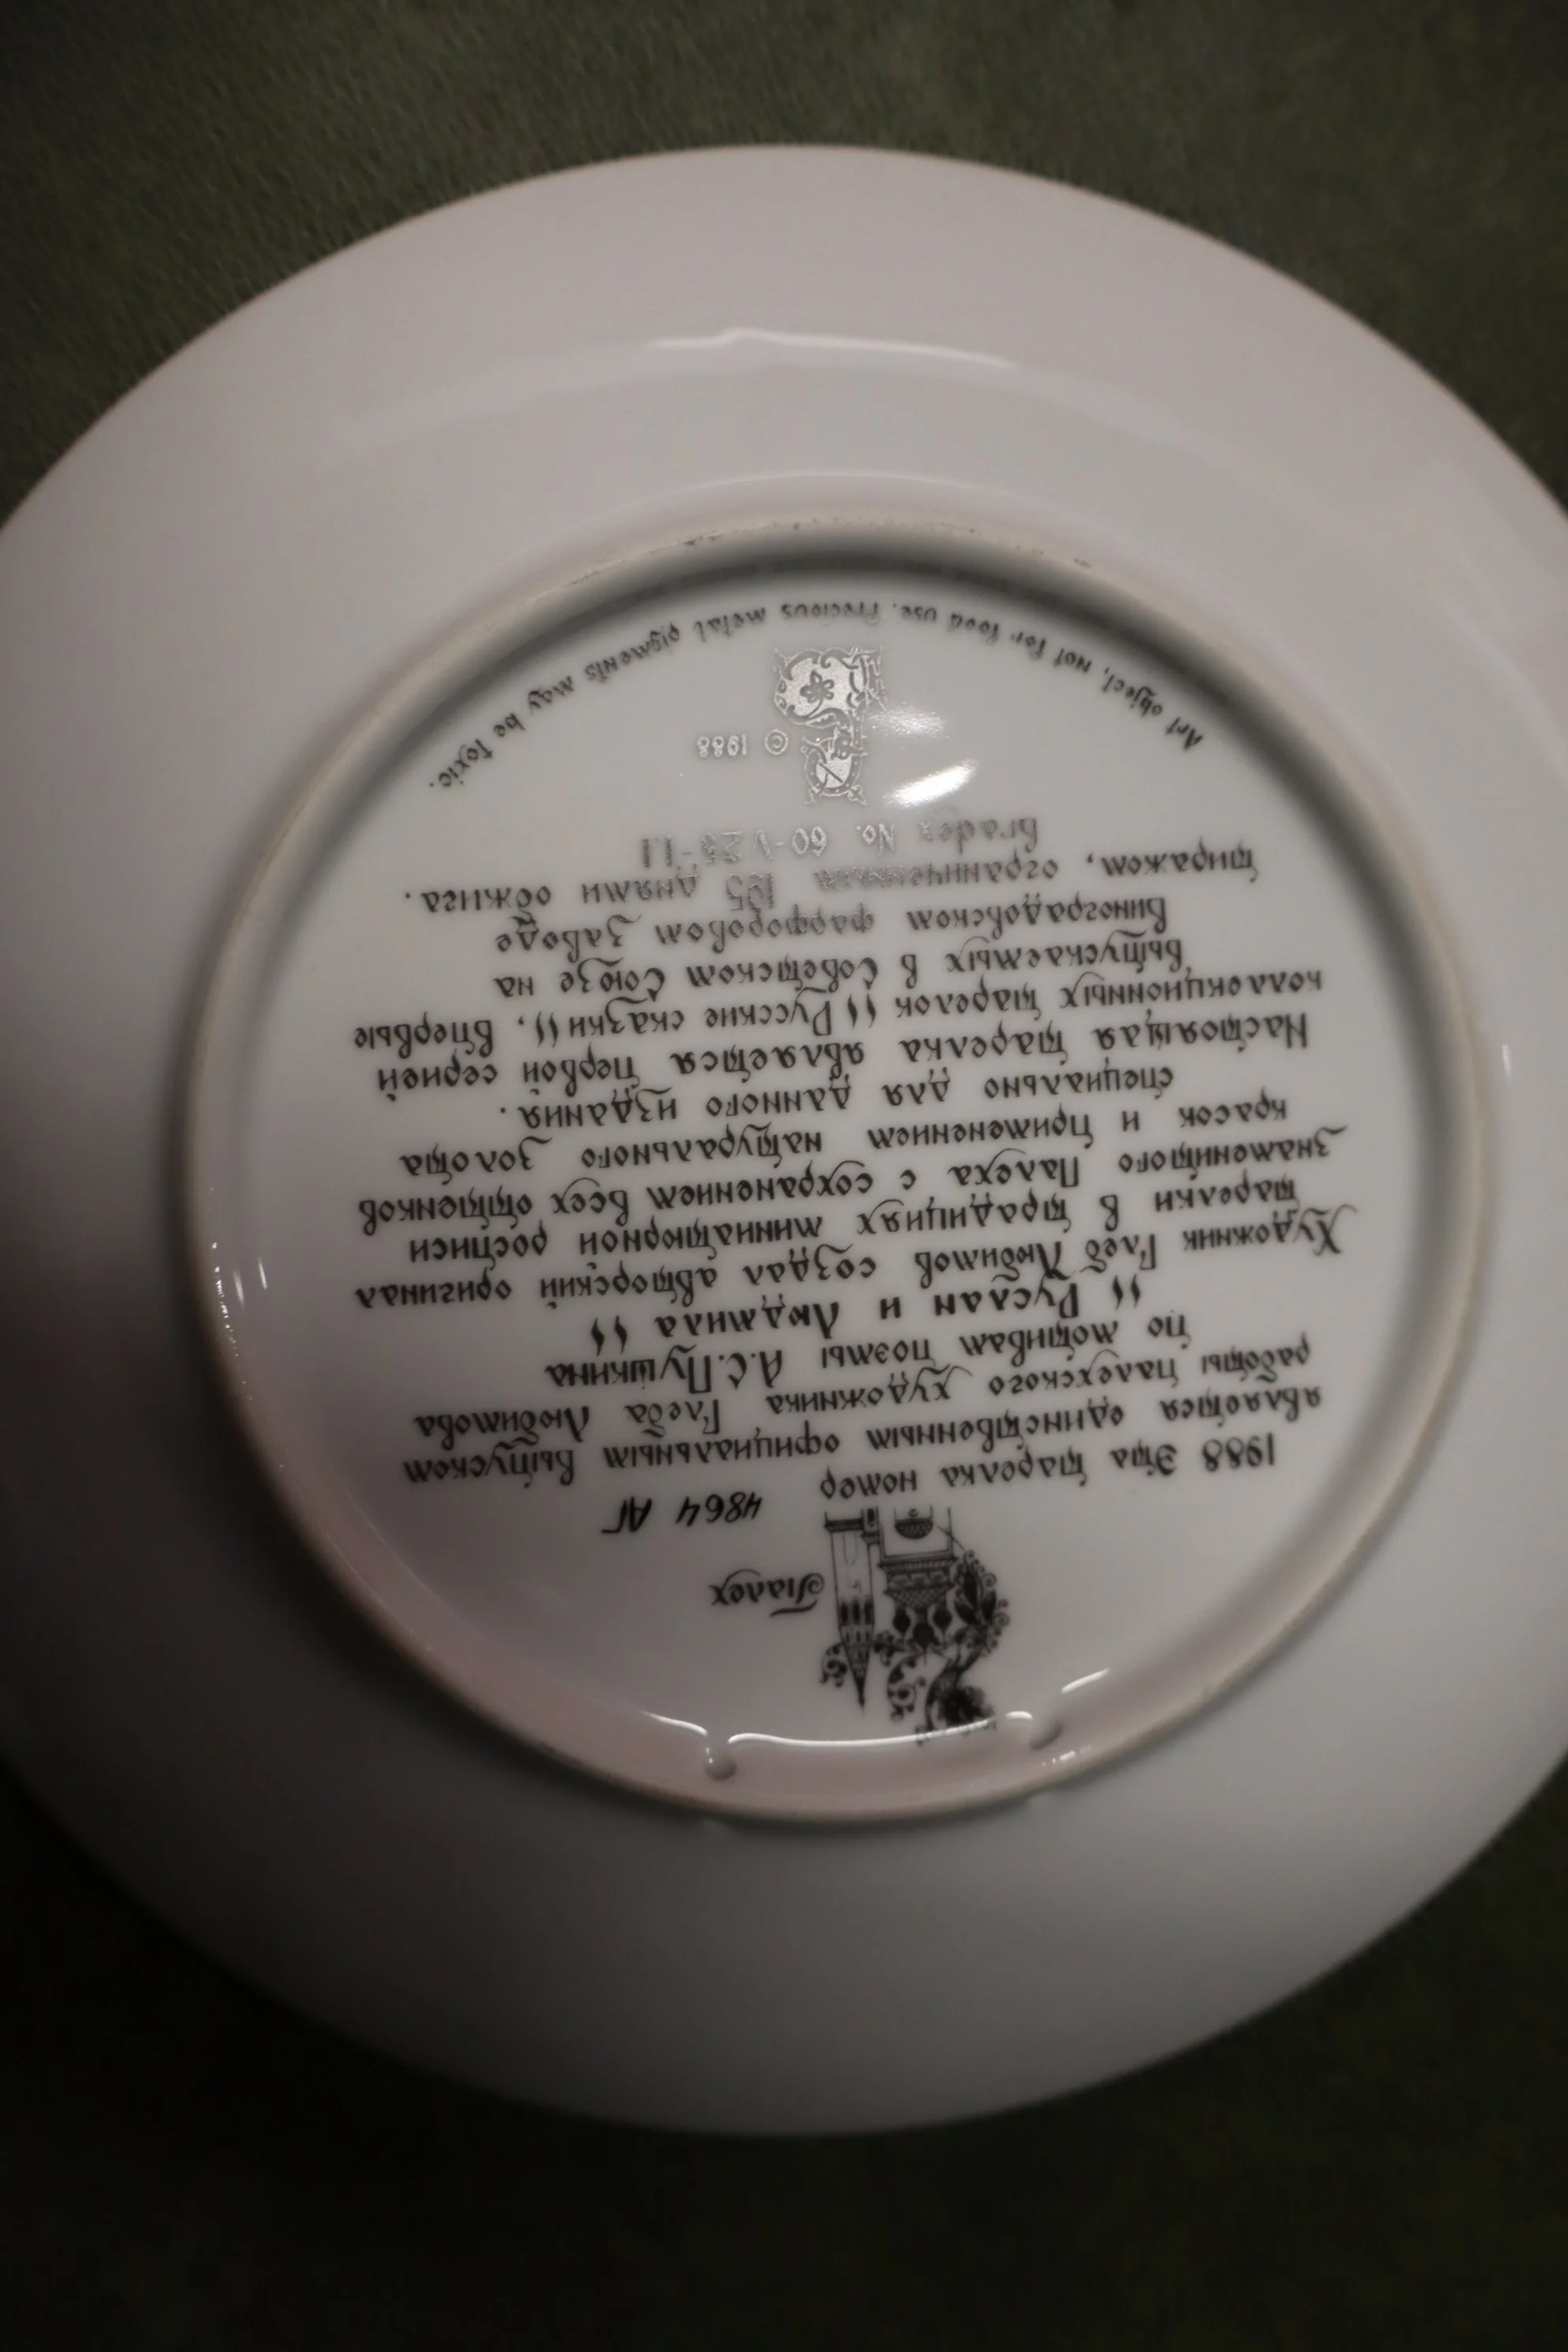 Палех
4864 АГ
1988 Эта тарелка номер
является единственным официальным выпуском
работы палехского художника Глеба Любимова
по мотивам поэмы А.С.Пушкина
"Руслан и Людмила"
Художник Глеб Любимов создал авторский оригинал
тарелки в традициях миниатюрной росписи
знаменитого Палеха с сохранением всех оттенков
красок и применением натурального золота
специально для данного издания.
Настоящая тарелка является первой серией
коллекционных тарелок "Русские сказки", впервые
выпускаемых в Советском Союзе на
Виноградовском фарфоровом заводе
тиражом, ограниченным 195 днями обжига.
Bradex No. 60-V25-1.1
© 1988
Art object, not for food use. Precious metal pigments may be toxic.